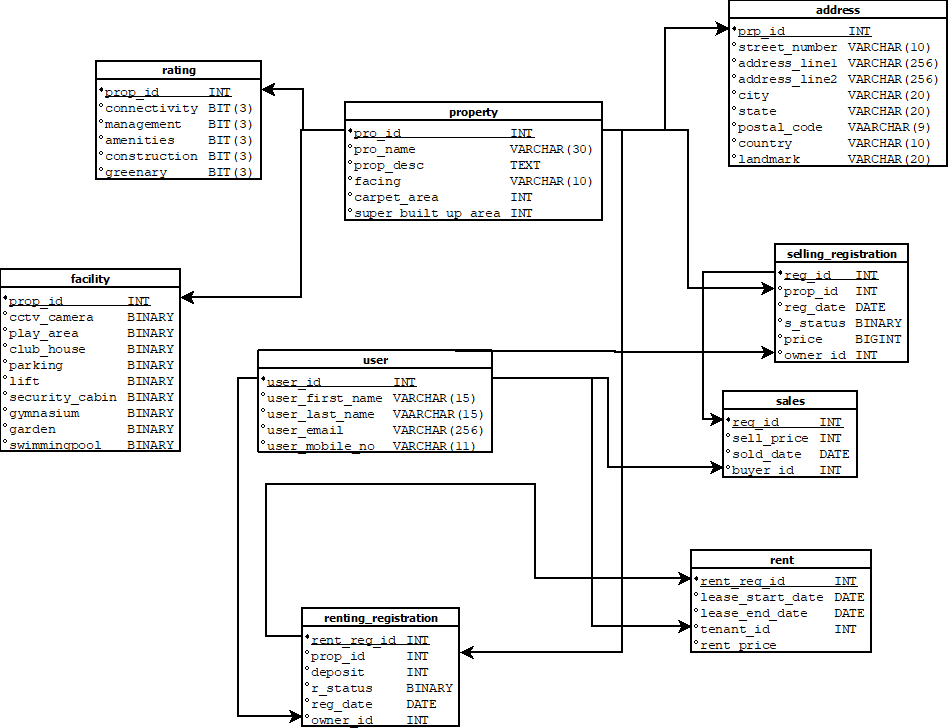 address
prp_id INT
street_number VARCHAR(10)
address_line1 VARCHAR(256)
address_line2 VARCHAR(256)
city VARCHAR(20)
state VARCHAR(20)
postal_code VAARCHAR(9)
country VARCHAR(10)
landmark VARCHAR(20)
rating
prop_id INT
connectivity BIT(3)
management BIT(3)
amenities BIT(3)
construction BIT(3)
greenary BIT(3)
property
pro_id INT
pro_name VARCHAR(30)
prop_desc TEXT
facing VARCHAR(10)
carpet_area INT
super_built_up_area INT
selling_registration
reg_id INT
prop_id INT
reg_date DATE
s_status BINARY
price BIGINT
owner_id INT
facility
prop_id INT
cctv_camera BINARY
play_area BINARY
club_house BINARY
parking BINARY
lift BINARY
security_cabin BINARY
gymnasium BINARY
garden BINARY
swimmingpool BINARY
user
user_id INT
user_first_name VARCHAR(15)
user_last_name VAARCHAR(15)
user_email VARCHAR(256)
user_mobile_no VARCHAR(11)
sales
reg_id INT
sell_price INT
sold_date DATE
buyer_id INT
rent
rent_reg_id INT
lease_start_date DATE
lease_end_date DATE
tenant_id INT
rent_price
renting_registration
rent_reg_id INT
prop_id INT
deposit INT
r_status BINARY
reg_date DATE
owner_id INT